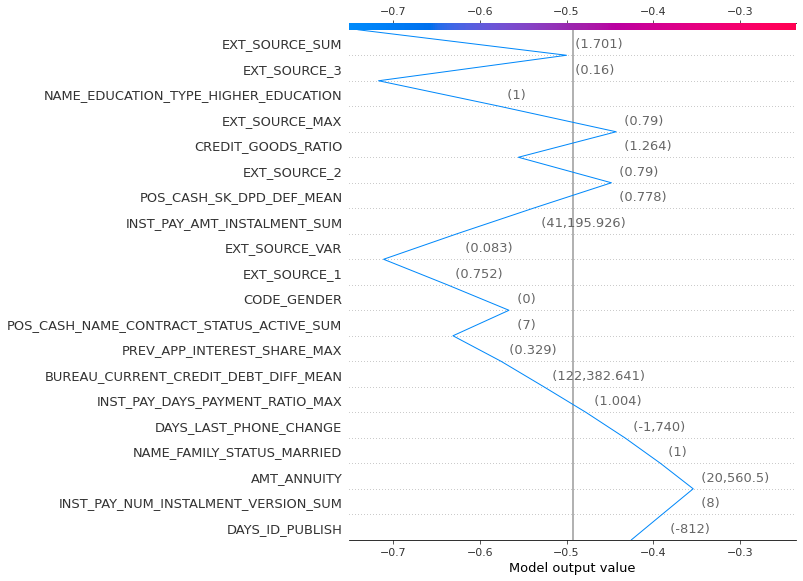 −0.7 −0.6 −0.5 −0.4 −0.3
EXT_SOURCE_SUM (1.701)
EXT_SOURCE_3 (0.16)
NAME_EDUCATION_TYPE_HIGHER_EDUCATION (1)
EXT_SOURCE_MAX (0.79)
CREDIT_GOODS_RATIO (1.264)
EXT_SOURCE_2 (0.79)
POS_CASH_SK_DPD_DEF_MEAN (0.778)
INST_PAY_AMT_INSTALMENT_SUM (41,195.926)
EXT_SOURCE_VAR (0.083)
EXT_SOURCE_1 (0.752)
CODE_GENDER (0)
POS_CASH_NAME_CONTRACT_STATUS_ACTIVE_SUM (7)
PREV_APP_INTEREST_SHARE_MAX (0.329)
BUREAU_CURRENT_CREDIT_DEBT_DIFF_MEAN (122,382.641)
INST_PAY_DAYS_PAYMENT_RATIO_MAX (1.004)
DAYS_LAST_PHONE_CHANGE (-1,740)
NAME_FAMILY_STATUS_MARRIED (1)
AMT_ANNUITY (20,560.5)
INST_PAY_NUM_INSTALMENT_VERSION_SUM (8)
DAYS_ID_PUBLISH (-812)
−0.7 −0.6 −0.5 −0.4 −0.3
Model output value